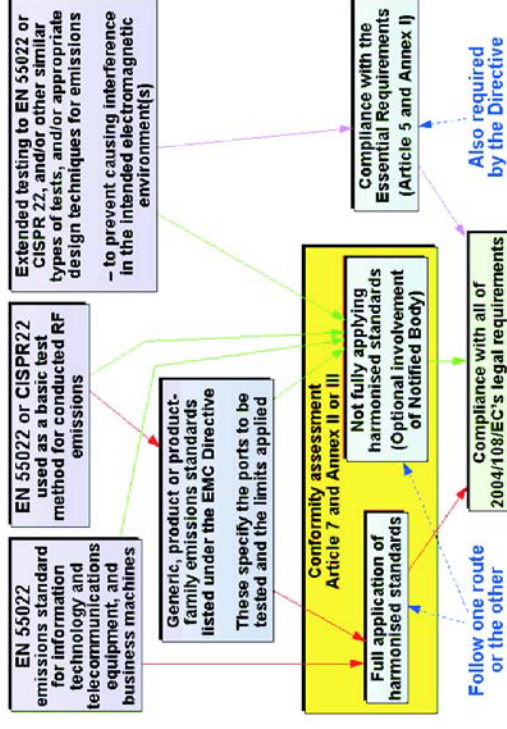 EN 55022
emissions standard
for information
technology and
telecommunications
equipment, and
business machines
EN 55022 or CISPR22
used as a basic test
method for conducted RF
emissions
Extended testing to EN 55022 or
CISPR 22, and/or other similar
types of tests, and/or appropriate
design techniques for emissions
– to prevent causing interference
in the intended electromagnetic
environment(s)
Generic, product or product-
family emissions standards
listed under the EMC Directive
These specify the ports to be
tested and the limits applied
Conformity assessment
Article 7 and Annex II or III
Full application of
harmonised standards
Not fully applying
harmonised standards
(Optional involvement
of Notified Body)
Compliance with the
Essential Requirements
(Article 5 and Annex I)
Follow one route
or the other
Compliance with all of
2004/108/EC's legal requirements
Also required
by the Directive